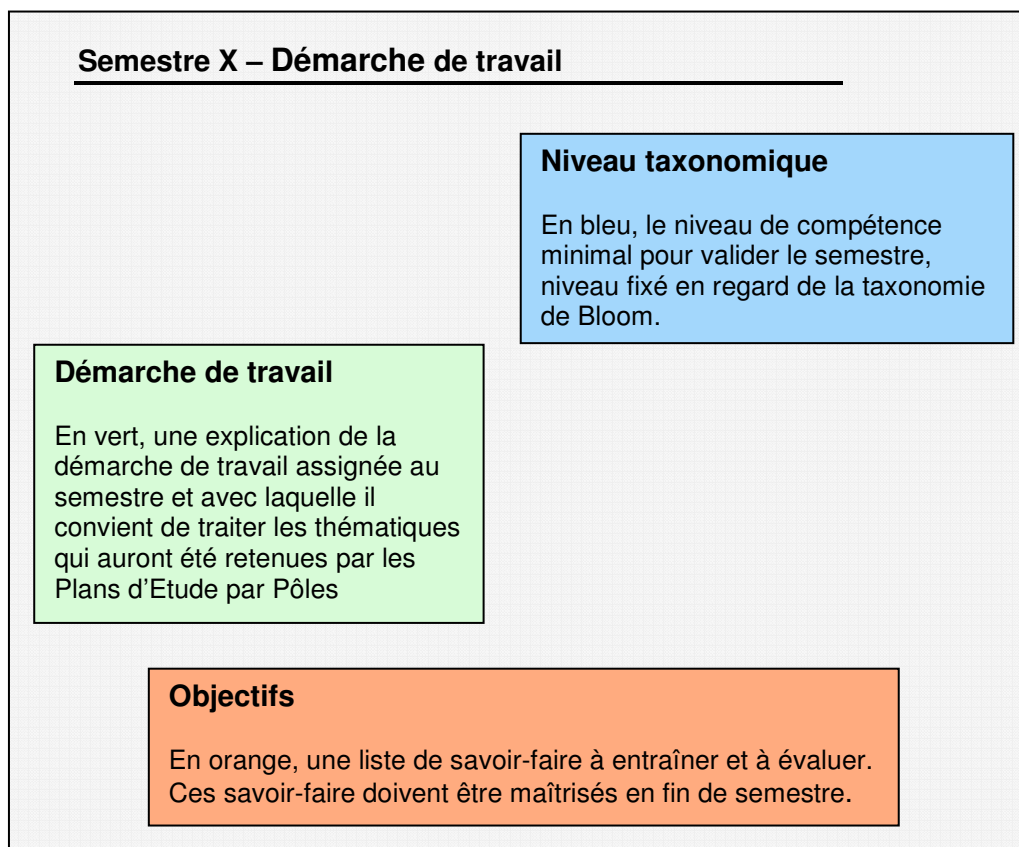 Semestre X – Démarche de travail
Niveau taxonomique
En bleu, le niveau de compétence
minimal pour valider le semestre,
niveau fixé en regard de la taxonomie
de Bloom.
Démarche de travail
En vert, une explication de la
démarche de travail assignée au
semestre et avec laquelle il
convient de traiter les thématiques
qui auront été retenues par les
Plans d’Etude par Pôles
Objectifs
En orange, une liste de savoir-faire à entraîner et à évaluer.
Ces savoir-faire doivent être maîtrisés en fin de semestre.